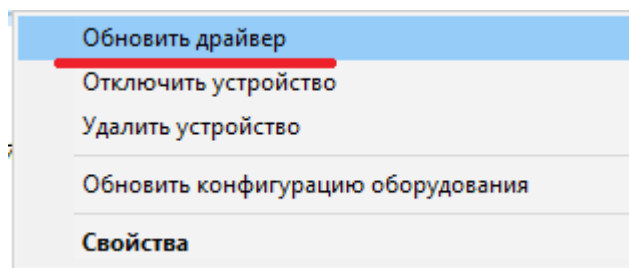 Обновить драйвер
Отключить устройство
Удалить устройство
Обновить конфигурацию оборудования
Свойства